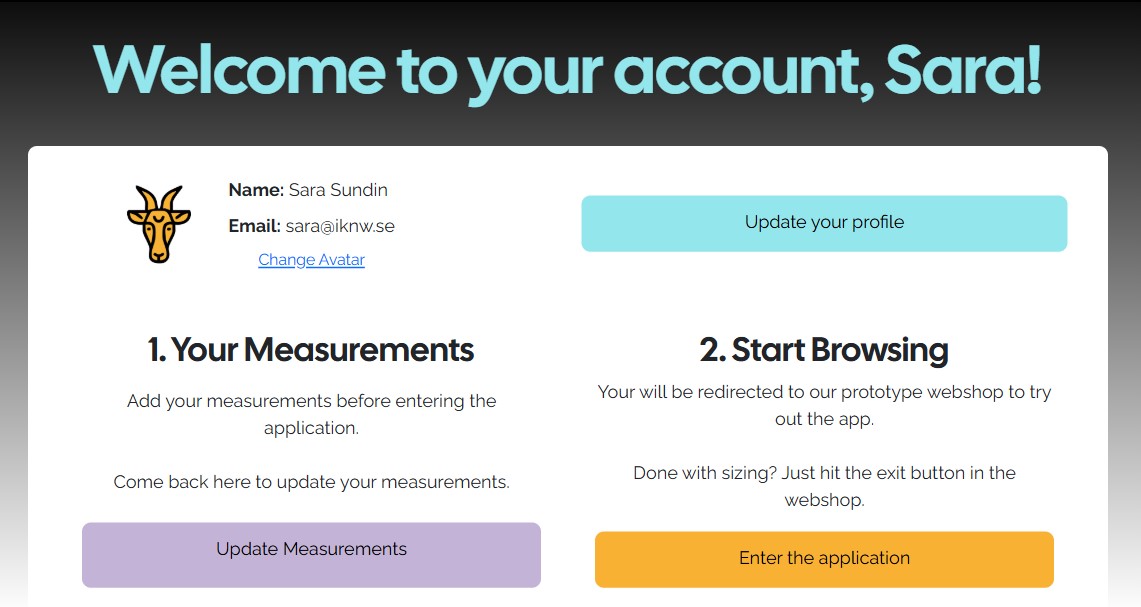 Welcome to your account, Sara!
Name: Sara Sundin
Email: sara@iknw.se
Change Avatar
Update your profile
1. Your Measurements
Add your measurements before entering the
application.
Come back here to update your measurements.
Update Measurements
2. Start Browsing
Your will be redirected to our prototype webshop to try
out the app.
Done with sizing? Just hit the exit button in the
webshop.
Enter the application